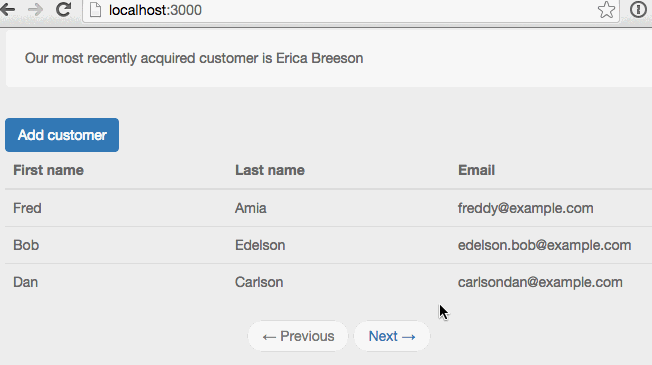 localhost:3000
Our most recently acquired customer is Erica Breeson
Add customer
First name Last name Email
Fred Amia freddy@example.com
Bob Edelson edelson.bob@example.com
Dan Carlson carlsondan@example.com
← Previous Next →